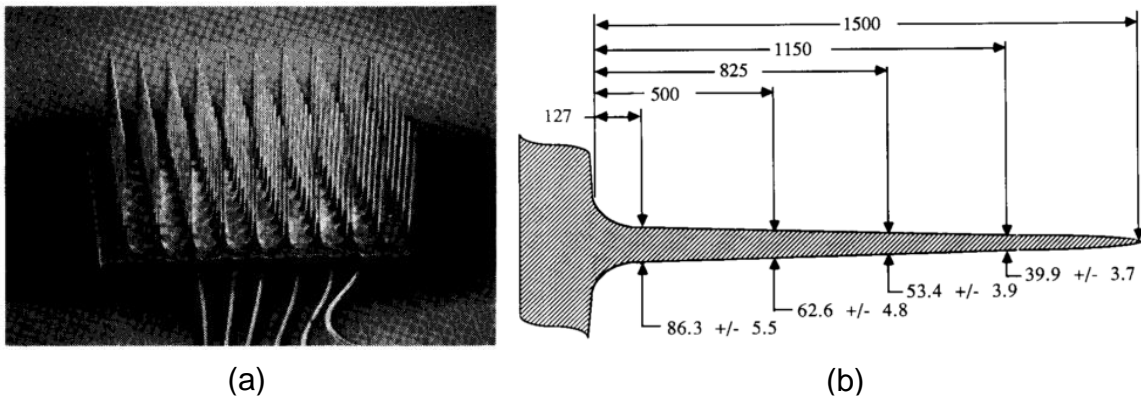 1500
1150
825
500
127
39.9 +/- 3.7
53.4 +/- 3.9
62.6 +/- 4.8
86.3 +/- 5.5
(a)
(b)